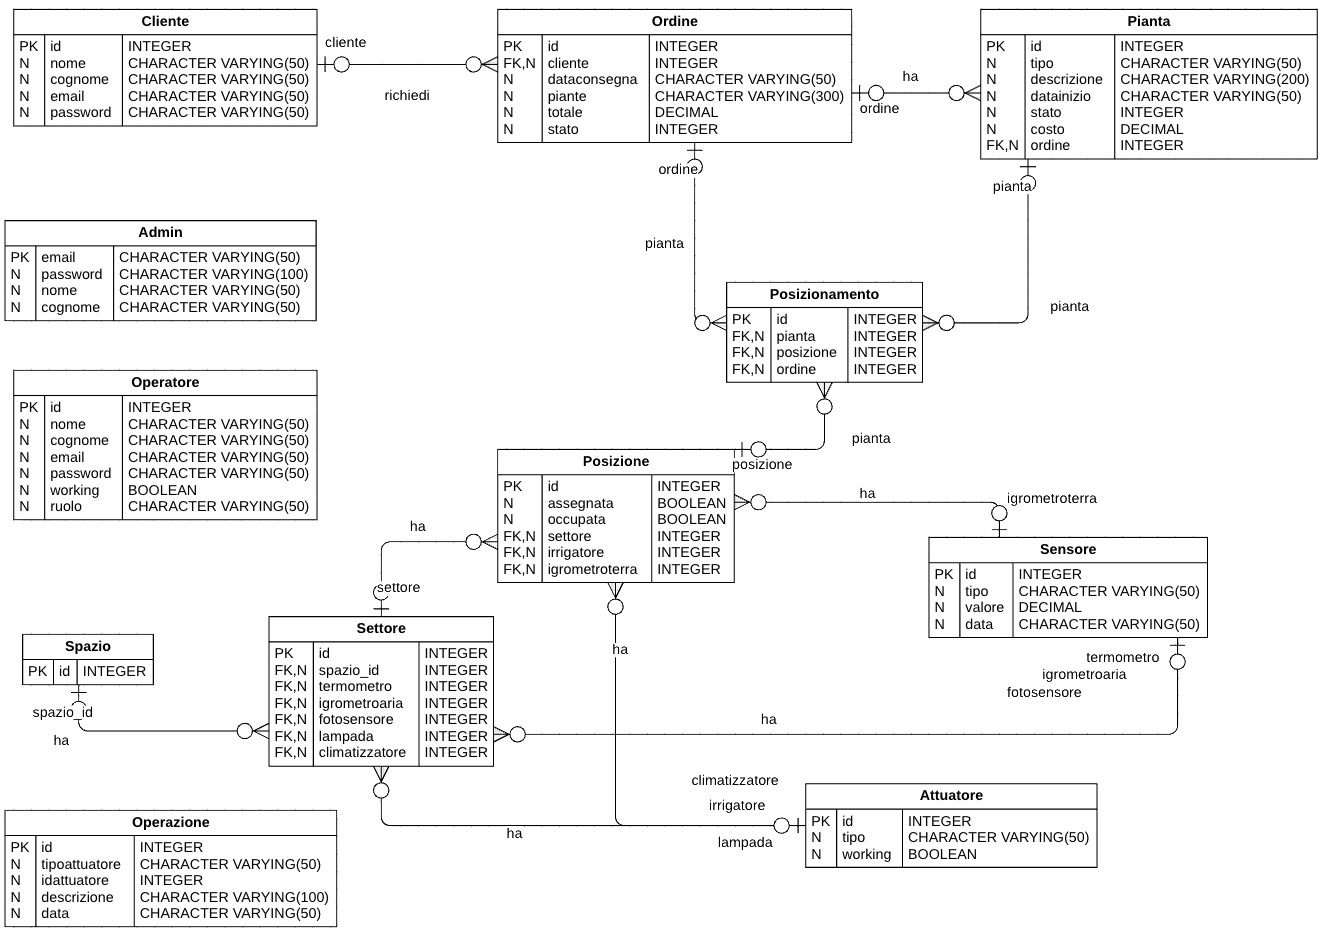 Cliente
PK id INTEGER
N nome CHARACTER VARYING(50)
N cognome CHARACTER VARYING(50)
N email CHARACTER VARYING(50)
N password CHARACTER VARYING(50)
cliente
richiedi
Ordine
PK id INTEGER
FK,N cliente INTEGER
N dataconsegna CHARACTER VARYING(50)
N piante CHARACTER VARYING(300)
N totale DECIMAL
N stato INTEGER
ha
ordine
Pianta
PK id INTEGER
N tipo CHARACTER VARYING(50)
N descrizione CHARACTER VARYING(200)
N datainizio CHARACTER VARYING(50)
N stato INTEGER
N costo DECIMAL
FK,N ordine INTEGER
ordine
pianta
pianta
pianta
Admin
PK email CHARACTER VARYING(50)
N password CHARACTER VARYING(100)
N nome CHARACTER VARYING(50)
N cognome CHARACTER VARYING(50)
Posizionamento
PK id INTEGER
FK,N pianta INTEGER
FK,N posizione INTEGER
FK,N ordine INTEGER
Operatore
PK id INTEGER
N nome CHARACTER VARYING(50)
N cognome CHARACTER VARYING(50)
N email CHARACTER VARYING(50)
N password CHARACTER VARYING(50)
N working BOOLEAN
N ruolo CHARACTER VARYING(50)
pianta
posizione
Posizione
PK id INTEGER
N assegnata BOOLEAN
N occupata BOOLEAN
FK,N settore INTEGER
FK,N irrigatore INTEGER
FK,N igrometroterra INTEGER
ha
igrometroterra
ha
settore
Sensore
PK id INTEGER
N tipo CHARACTER VARYING(50)
N valore DECIMAL
N data CHARACTER VARYING(50)
termometro
igrometroaria
fotosensore
Spazio
PK id INTEGER
spazio_id
ha
Settore
PK id INTEGER
FK,N spazio_id INTEGER
FK,N termometro INTEGER
FK,N igrometroaria INTEGER
FK,N fotosensore INTEGER
FK,N lampada INTEGER
FK,N climatizzatore INTEGER
ha
ha
climatizzatore
irrigatore
lampada
ha
Attuatore
PK id INTEGER
N tipo CHARACTER VARYING(50)
N working BOOLEAN
Operazione
PK id INTEGER
N tipoattuatore CHARACTER VARYING(50)
N idattuatore INTEGER
N descrizione CHARACTER VARYING(100)
N data CHARACTER VARYING(50)